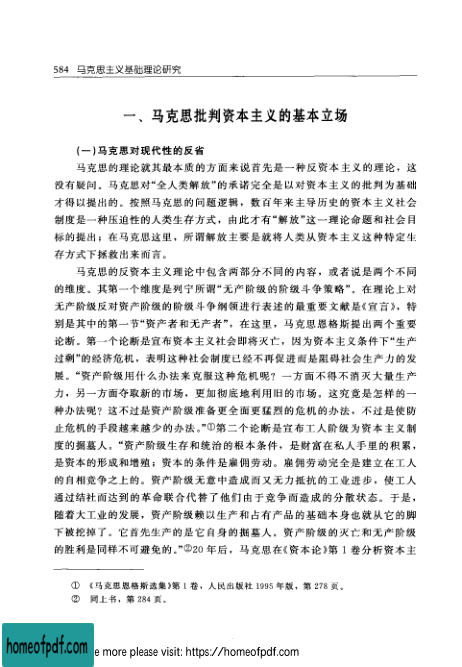 584 马克思主义基础理论研究
一、马克思批判资本主义的基本立场
(一)马克思对现代性的反省
马克思的理论就其最本质的方面来说首先是一种反资本主义的理论，这
没有疑问。马克思对“全人类解放”的承诺完全是以对资本主义的批判为基础
才得以提出的。按照马克思的问题逻辑，数百年来主导历史的资本主义社会
制度是一种压迫性的人类生存方式，由此才有“解放”这一理论命题和社会目
标的提出；在马克思这里，所谓解放主要是就将人类从资本主义这种特定生
存方式下拯救出来而言。
马克思的反资本主义理论中包含两部分不同的内容，或者说是两个不同
的维度。其第一个维度是列宁所谓“无产阶级的阶级斗争策略”。在理论上对
无产阶级反对资产阶级的阶级斗争纲领进行表述的最重要文献是《宣言》，特
别是其中的第一节“资产者和无产者”，在这里，马克思恩格斯提出两个重要
论断。第一个论断是宣布资本主义社会即将灭亡，因为资本主义条件下“生产
过剩”的经济危机，表明这种社会制度已经不再促进而是阻碍社会生产力的发
展。“资产阶级用什么办法来克服这种危机呢？一方面不得不消灭大量生产
力，另一方面夺取新的市场，更加彻底地利用旧的市场。这究竟是怎样的一
种办法呢？这不过是资产阶级准备更全面更猛烈的危机的办法，不过是使防
止危机的手段越来越少的办法。”①第二个论断是宣布工人阶级为资本主义制
度的掘墓人。“资产阶级生存和统治的根本条件，是财富在私人手里的积累，
是资本的形成和增殖；资本的条件是雇佣劳动。雇佣劳动完全是建立在工人
的自相竞争之上的。资产阶级无意中造成而又无力抵抗的工业进步，使工人
通过结社而达到的革命联合代替了他们由于竞争而造成的分散状态。于是，
随着大工业的发展，资产阶级赖以生产和占有产品的基础本身也就从它的脚
下被挖掉了。它首先生产的是它自身的掘墓人。资产阶级的灭亡和无产阶级
的胜利是同样不可避免的。”②20年后，马克思在《资本论》第1卷分析资本主
① 《马克思恩格斯选集》第1卷，人民出版社1995年版，第278页。
② 同上书，第284页。
homeofpdf.com
e more please visit: https://homeofpdf.com